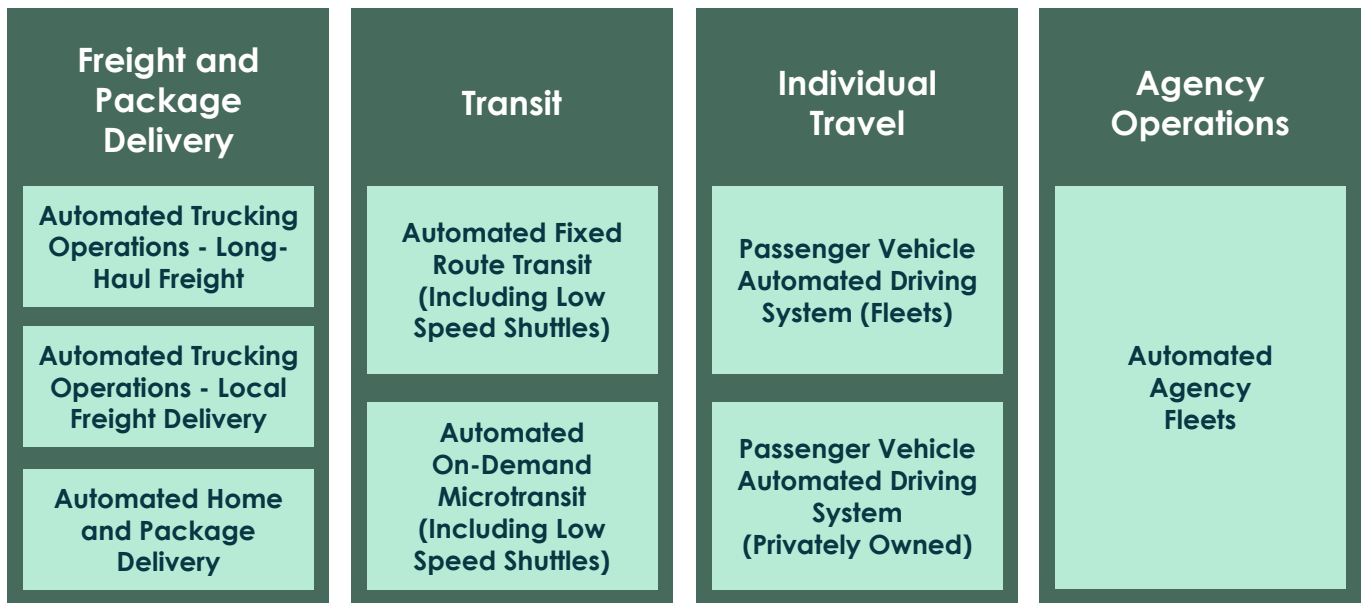 Freight and
Package
Delivery
Automated Trucking
Operations - Long-
Haul Freight
Automated Trucking
Operations - Local
Freight Delivery
Automated Home
and Package
Delivery
Transit
Automated Fixed
Route Transit
(Including Low
Speed Shuttles)
Automated
On-Demand
Microtransit
(Including Low
Speed Shuttles)
Individual
Travel
Passenger Vehicle
Automated Driving
System (Fleets)
Passenger Vehicle
Automated Driving
System
(Privately Owned)
Agency
Operations
Automated
Agency
Fleets